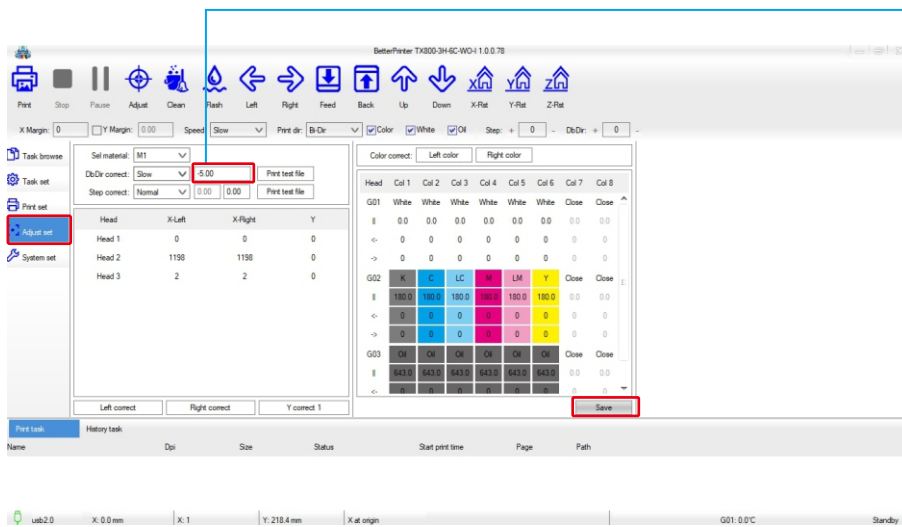 BetterPrinter TX800-3H-6C-WO-I 1.0.0.78
Print Stop Pause Adjust Clean Flash Left Right Feed Back Up Down X-Rst Y-Rst Z-Rst
X Margin: 0 Y Margin: 0.00 Speed: Slow Print dir: Bi-Dir Color White Oil Step: + 0 - DbDir: + 0 -
Task browse
Task set
Print set
Adjust set
System set
Sel material: M1
DbDir correct: Slow -5.00 Print test file
Step correct: Normal 0.00 0.00 Print test file
Head X-Left X-Right Y
Head 1 0 0 0
Head 2 1198 1198 0
Head 3 2 2 0
Left correct Right correct Y correct 1
Color correct: Left color Right color
Head Col 1 Col 2 Col 3 Col 4 Col 5 Col 6 Col 7 Col 8
G01 White White White White White White Close Close
|| 0.0 0.0 0.0 0.0 0.0 0.0 0.0 0.0
<- 0 0 0 0 0 0 0 0
-> 0 0 0 0 0 0 0 0
G02 K C LC M LM Y Close Close
|| 180.0 180.0 180.0 180.0 180.0 180.0 0.0 0.0
<- 0 0 0 0 0 0 0 0
-> 0 0 0 0 0 0 0 0
G03 Oil Oil Oil Oil Oil Oil Close Close
|| 643.0 643.0 643.0 643.0 643.0 643.0 0.0 0.0
<- 0 0 0 0 0 0 0 0
Save
Print task History task
Name Dpi Size Status Start print time Page Path
usb2.0 X: 0.0 mm X: 1 Y: 218.4 mm X at origin G01: 0.0°C Standby